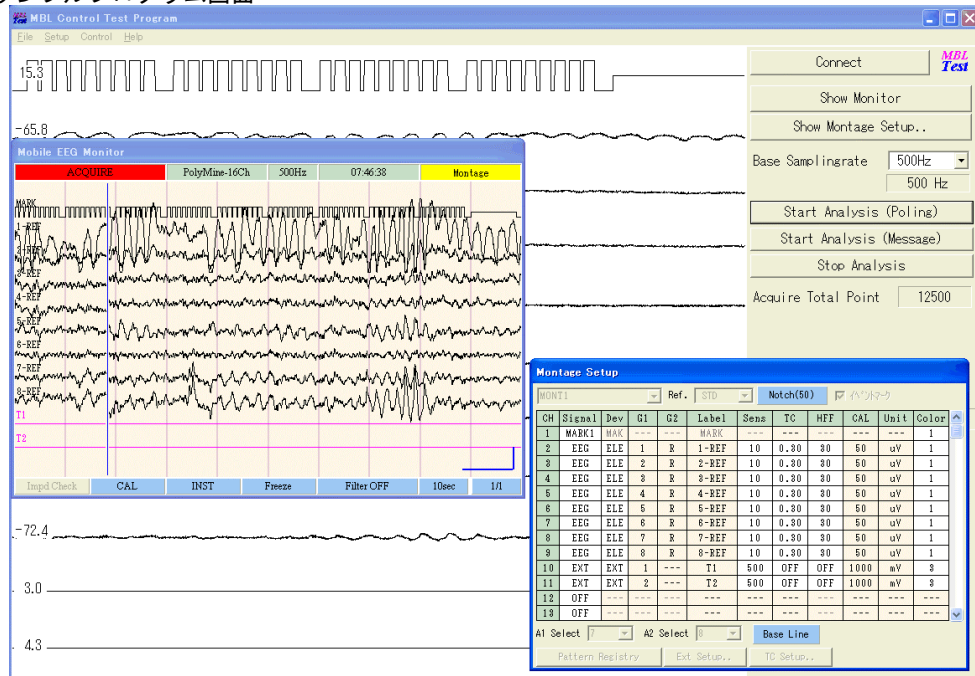 サンプルプログラム画面
MBL Control Test Program
File Setup Control Help
15.3
-65.8
Connect
MBL Test
Show Monitor
Show Montage Setup..
Base Samplingrate 500Hz
500 Hz
Start Analysis (Poling)
Start Analysis (Message)
Stop Analysis
Acquire Total Point 12500
Mobile EEG Monitor
ACQUIRE PolyMine-16Ch 500Hz 07:46:38 Montage
MARK
1-REF
2-REF
3-REF
4-REF
5-REF
6-REF
7-REF
8-REF
T1
T2
Impd Check CAL INST Freeze Filter OFF 10sec 1/1
-72.4
3.0
4.3
Montage Setup
MONT1 Ref. STD Notch(50) イベントマーク
CH Signal Dev G1 G2 Label Sens TC HFF CAL Unit Color
1 MARK1 MAK --- --- MARK --- --- --- --- --- 1
2 EEG ELE 1 R 1-REF 10 0.30 30 50 uV 1
3 EEG ELE 2 R 2-REF 10 0.30 30 50 uV 1
4 EEG ELE 3 R 3-REF 10 0.30 30 50 uV 1
5 EEG ELE 4 R 4-REF 10 0.30 30 50 uV 1
6 EEG ELE 5 R 5-REF 10 0.30 30 50 uV 1
7 EEG ELE 6 R 6-REF 10 0.30 30 50 uV 1
8 EEG ELE 7 R 7-REF 10 0.30 30 50 uV 1
9 EEG ELE 8 R 8-REF 10 0.30 30 50 uV 1
10 EXT EXT 1 --- T1 500 OFF OFF 1000 mV 3
11 EXT EXT 2 --- T2 500 OFF OFF 1000 mV 3
12 OFF --- --- --- --- --- --- --- --- --- ---
13 OFF --- --- --- --- --- --- --- --- --- ---
A1 Select 7 A2 Select 8 Base Line
Pattern Registry Ext Setup.. TC Setup..